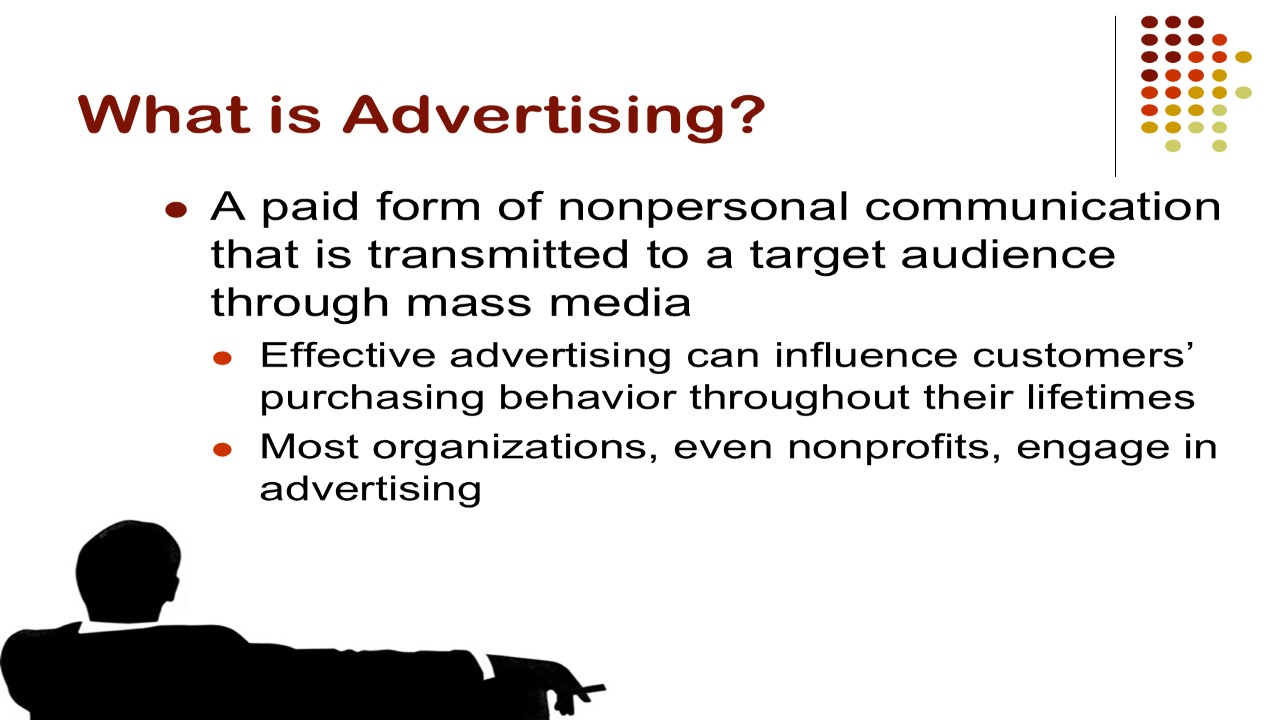 What is Advertising?
A paid form of nonpersonal communication
that is transmitted to a target audience
through mass media
Effective advertising can influence customers’
purchasing behavior throughout their lifetimes
Most organizations, even nonprofits, engage in
advertising